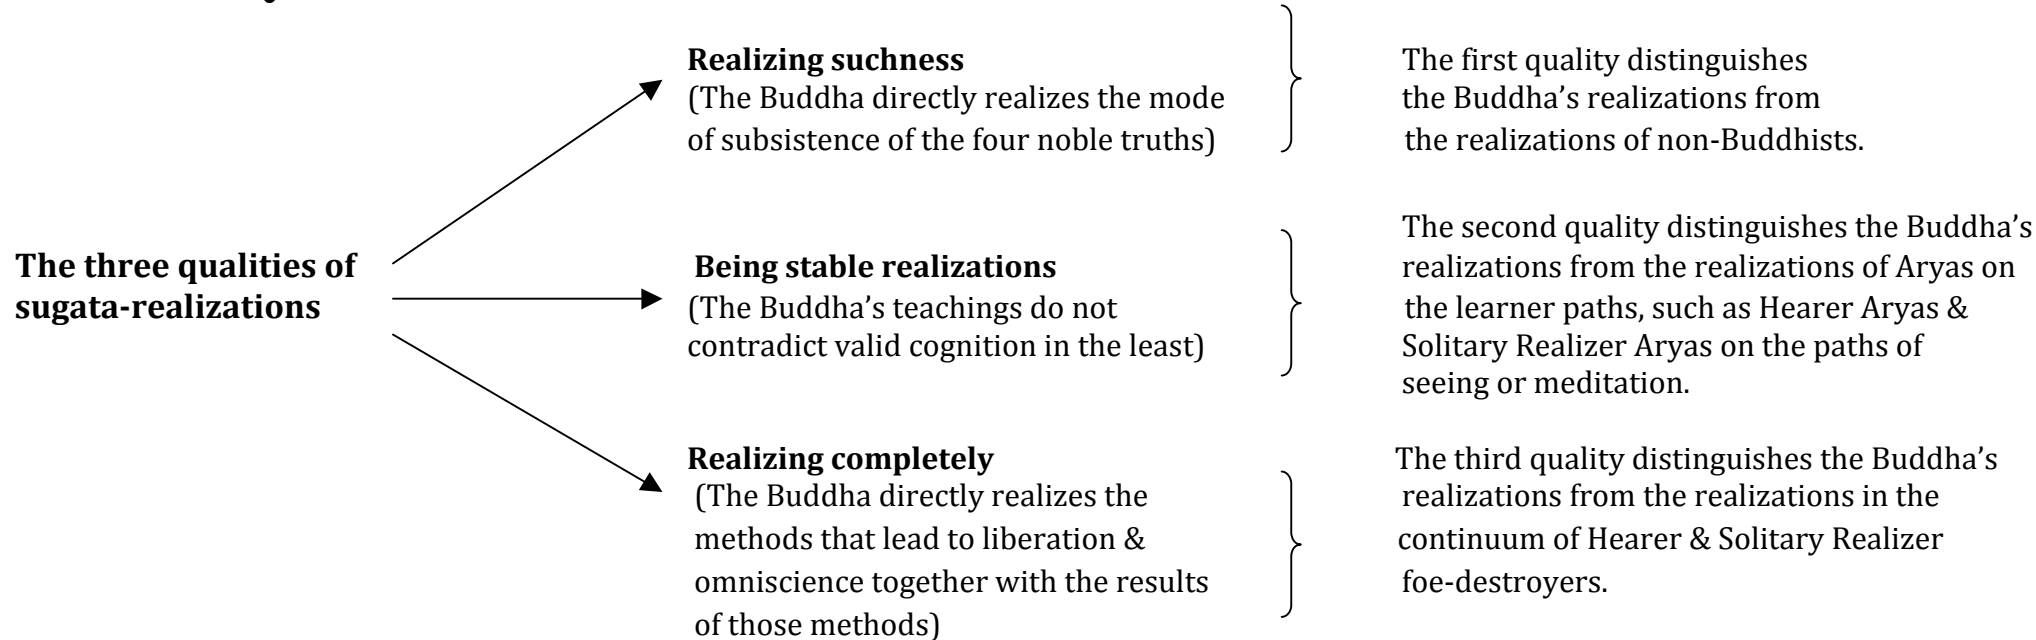 Realizing suchness
(The Buddha directly realizes the mode
of subsistence of the four noble truths)
The first quality distinguishes
the Buddha’s realizations from
the realizations of non-Buddhists.
The three qualities of
sugata-realizations
Being stable realizations
(The Buddha’s teachings do not
contradict valid cognition in the least)
The second quality distinguishes the Buddha’s
realizations from the realizations of Aryas on
the learner paths, such as Hearer Aryas &
Solitary Realizer Aryas on the paths of
seeing or meditation.
Realizing completely
(The Buddha directly realizes the
methods that lead to liberation &
omniscience together with the results
of those methods)
The third quality distinguishes the Buddha’s
realizations from the realizations in the
continuum of Hearer & Solitary Realizer
foe-destroyers.